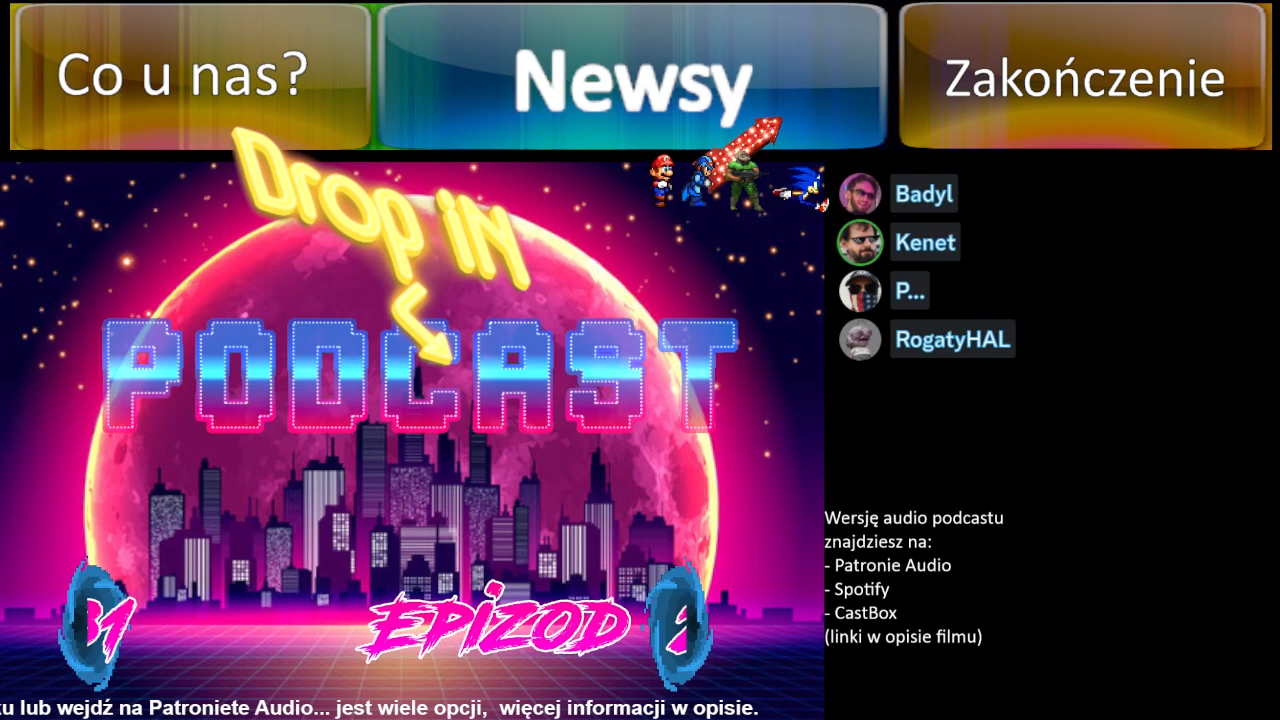 Co u nas?
Newsy
Zakończenie
Drop iN
PODCAST
Badyl
Kenet
P...
RogatyHAL
Wersję audio podcastu
znajdziesz na:
- Patronie Audio
- Spotify
- CastBox
(linki w opisie filmu)
EPIZOD
lub wejdź na Patroniete Audio... jest wiele opcji, więcej informacji w opisie.